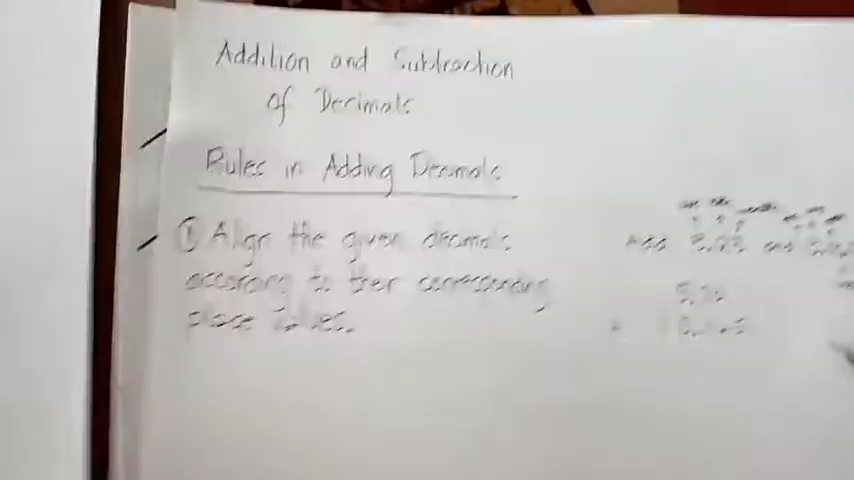 Addition and Subtraction
of Decimals
Rules in Adding Decimals
① Align the given decimals
according to their corresponding
place values.
Add